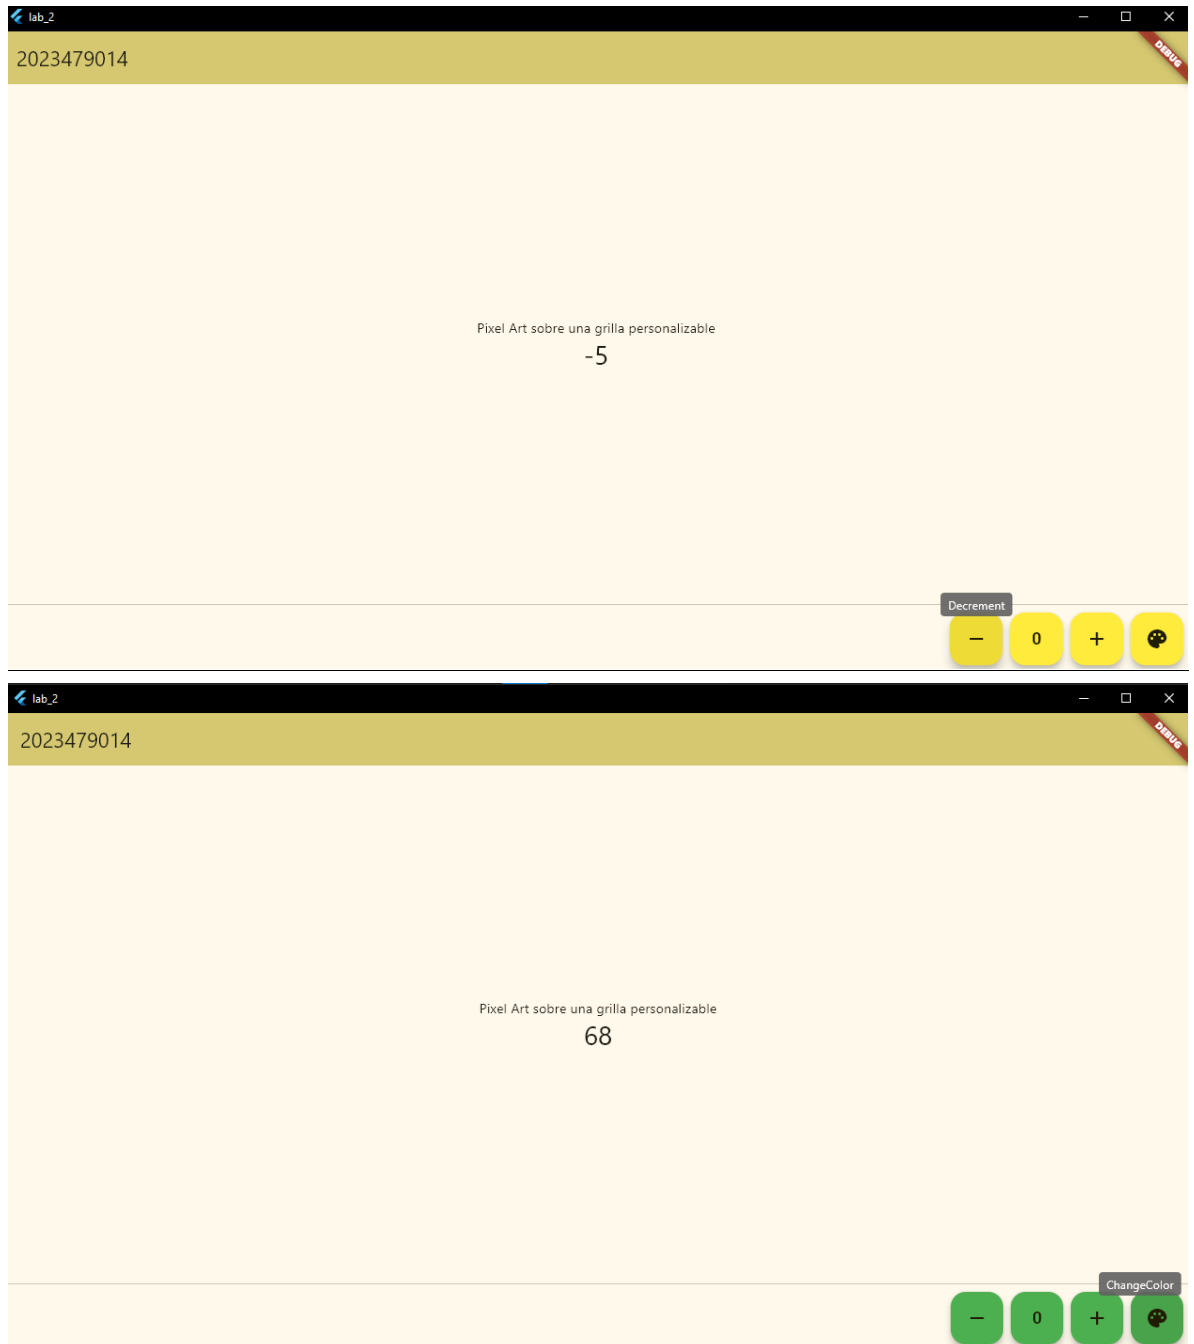 lab_2
2023479014
DEBUG
Pixel Art sobre una grilla personalizable
-5
Decrement
0
lab_2
2023479014
DEBUG
Pixel Art sobre una grilla personalizable
68
ChangeColor
0